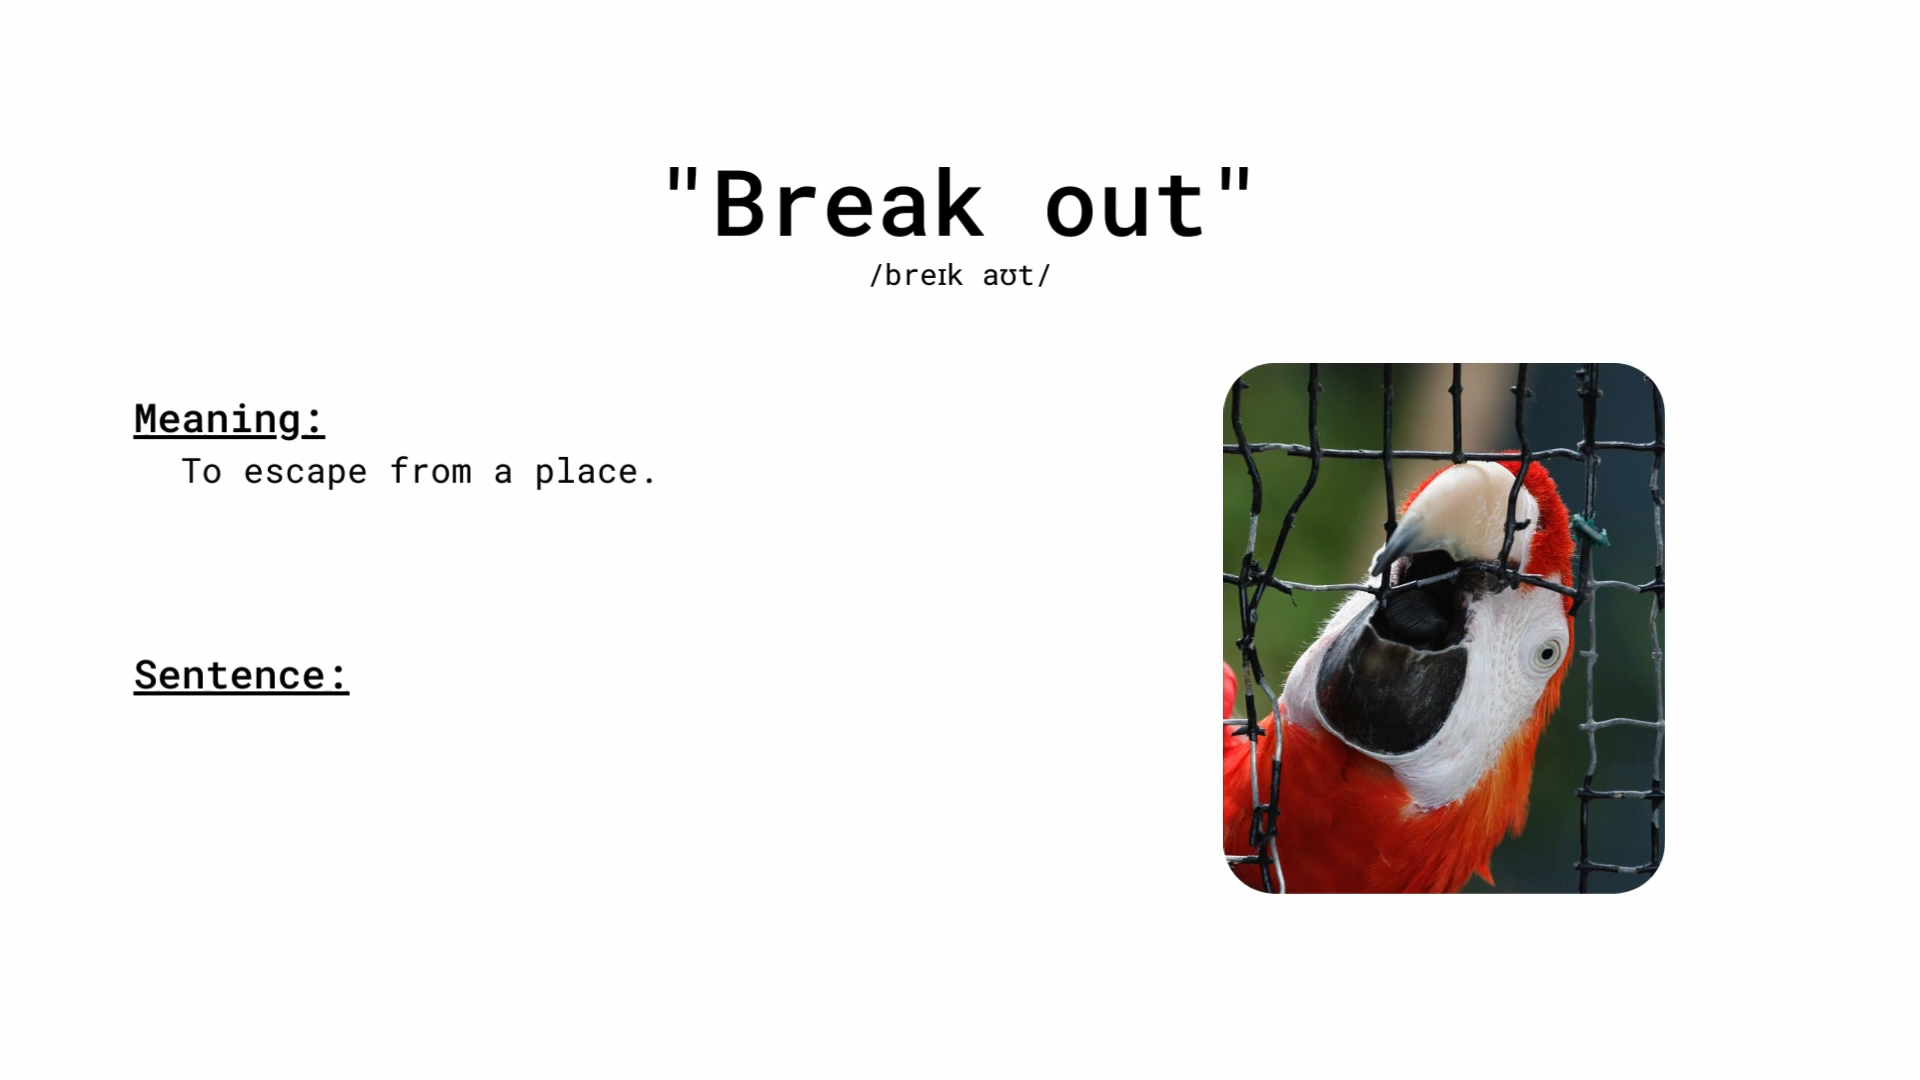 "Break out"
/breɪk aʊt/
Meaning:
To escape from a place.
Sentence: